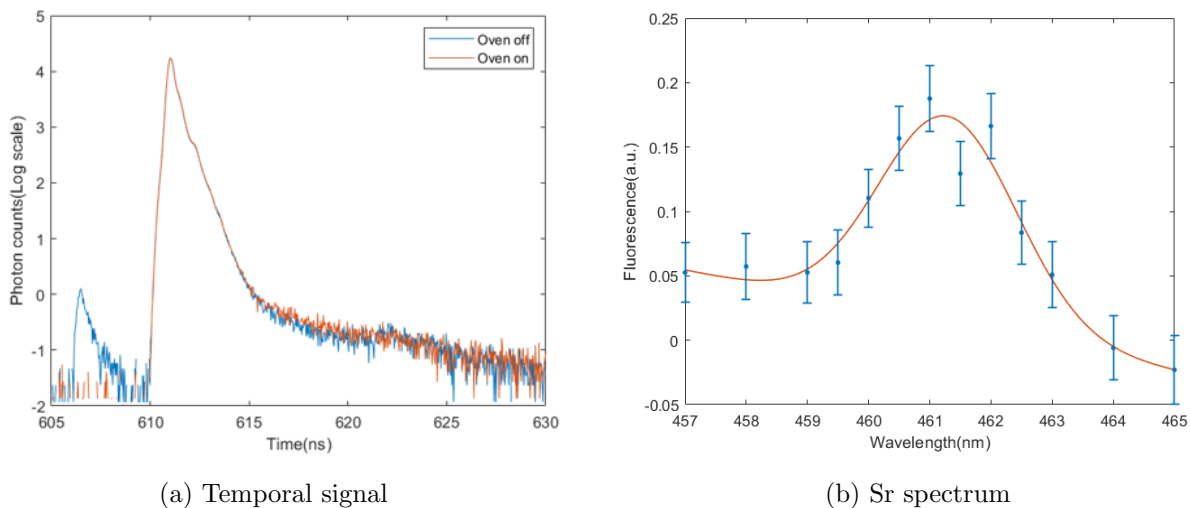 5
4
3
2
1
0
-1
-2
Photon counts(Log scale)
605 610 615 620 625 630
Time(ns)
Oven off
Oven on
(a) Temporal signal
0.25
0.2
0.15
0.1
0.05
0
-0.05
Fluorescence(a.u.)
457 458 459 460 461 462 463 464 465
Wavelength(nm)
(b) Sr spectrum